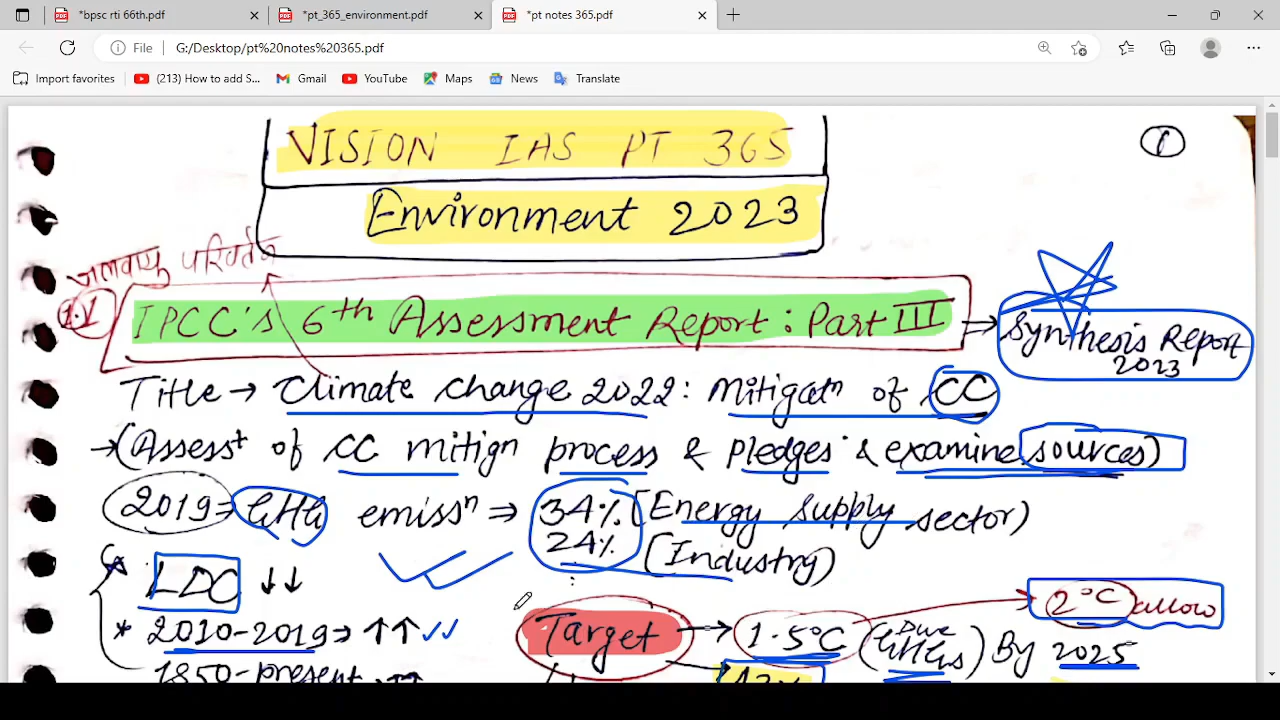 *bpsc rti 66th.pdf
*pt_365_environment.pdf
*pt notes 365.pdf
File G:/Desktop/pt%20notes%20365.pdf
Import favorites (213) How to add S... Gmail YouTube Maps News Translate
VISION IAS PT 365
1
Environment 2023
जलवायु परिवर्तन
1.1 IPCC's 6th Assessment Report: Part III → Synthesis Report 2023
Title → Climate change 2022: Mitigatn of CC
→ (Assesst of CC mitign process & pledges & examine sources)
2019 = GHG emissn ⇒ 34% [Energy supply sector)
24% (Industry)
* LDC ↓↓
2°C allow
* 2010-2019 ⇒ ↑↑
Target → 1.5°C (Due GHGs) By 2025
1850-present ↑↑